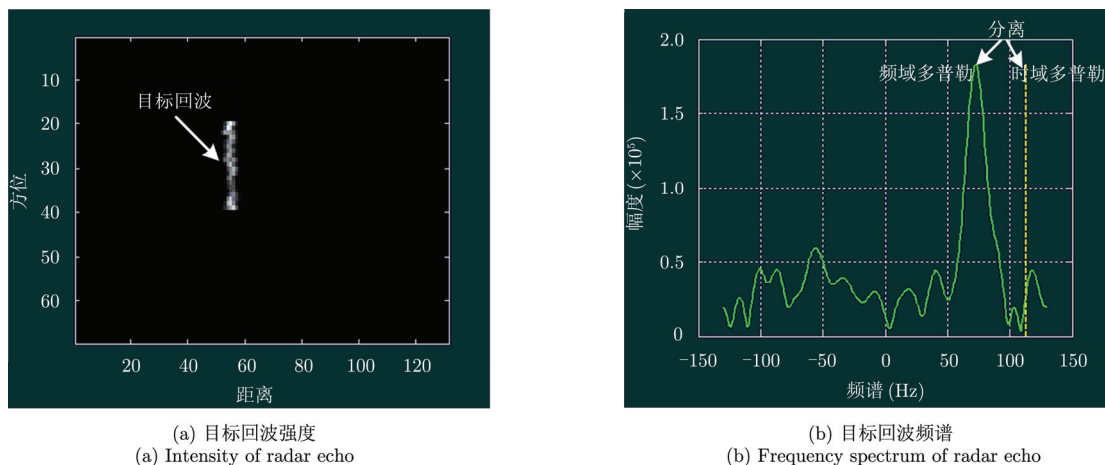 10
20
30
40
50
60
方位
目标回波
20
40
60
80
100
120
距离
(a) 目标回波强度
(a) Intensity of radar echo
分离
频域多普勒
时域多普勒
2.0
1.5
1.0
0.5
0
幅度 (×10⁵)
−150
−100
−50
0
50
100
150
频谱 (Hz)
(b) 目标回波频谱
(b) Frequency spectrum of radar echo